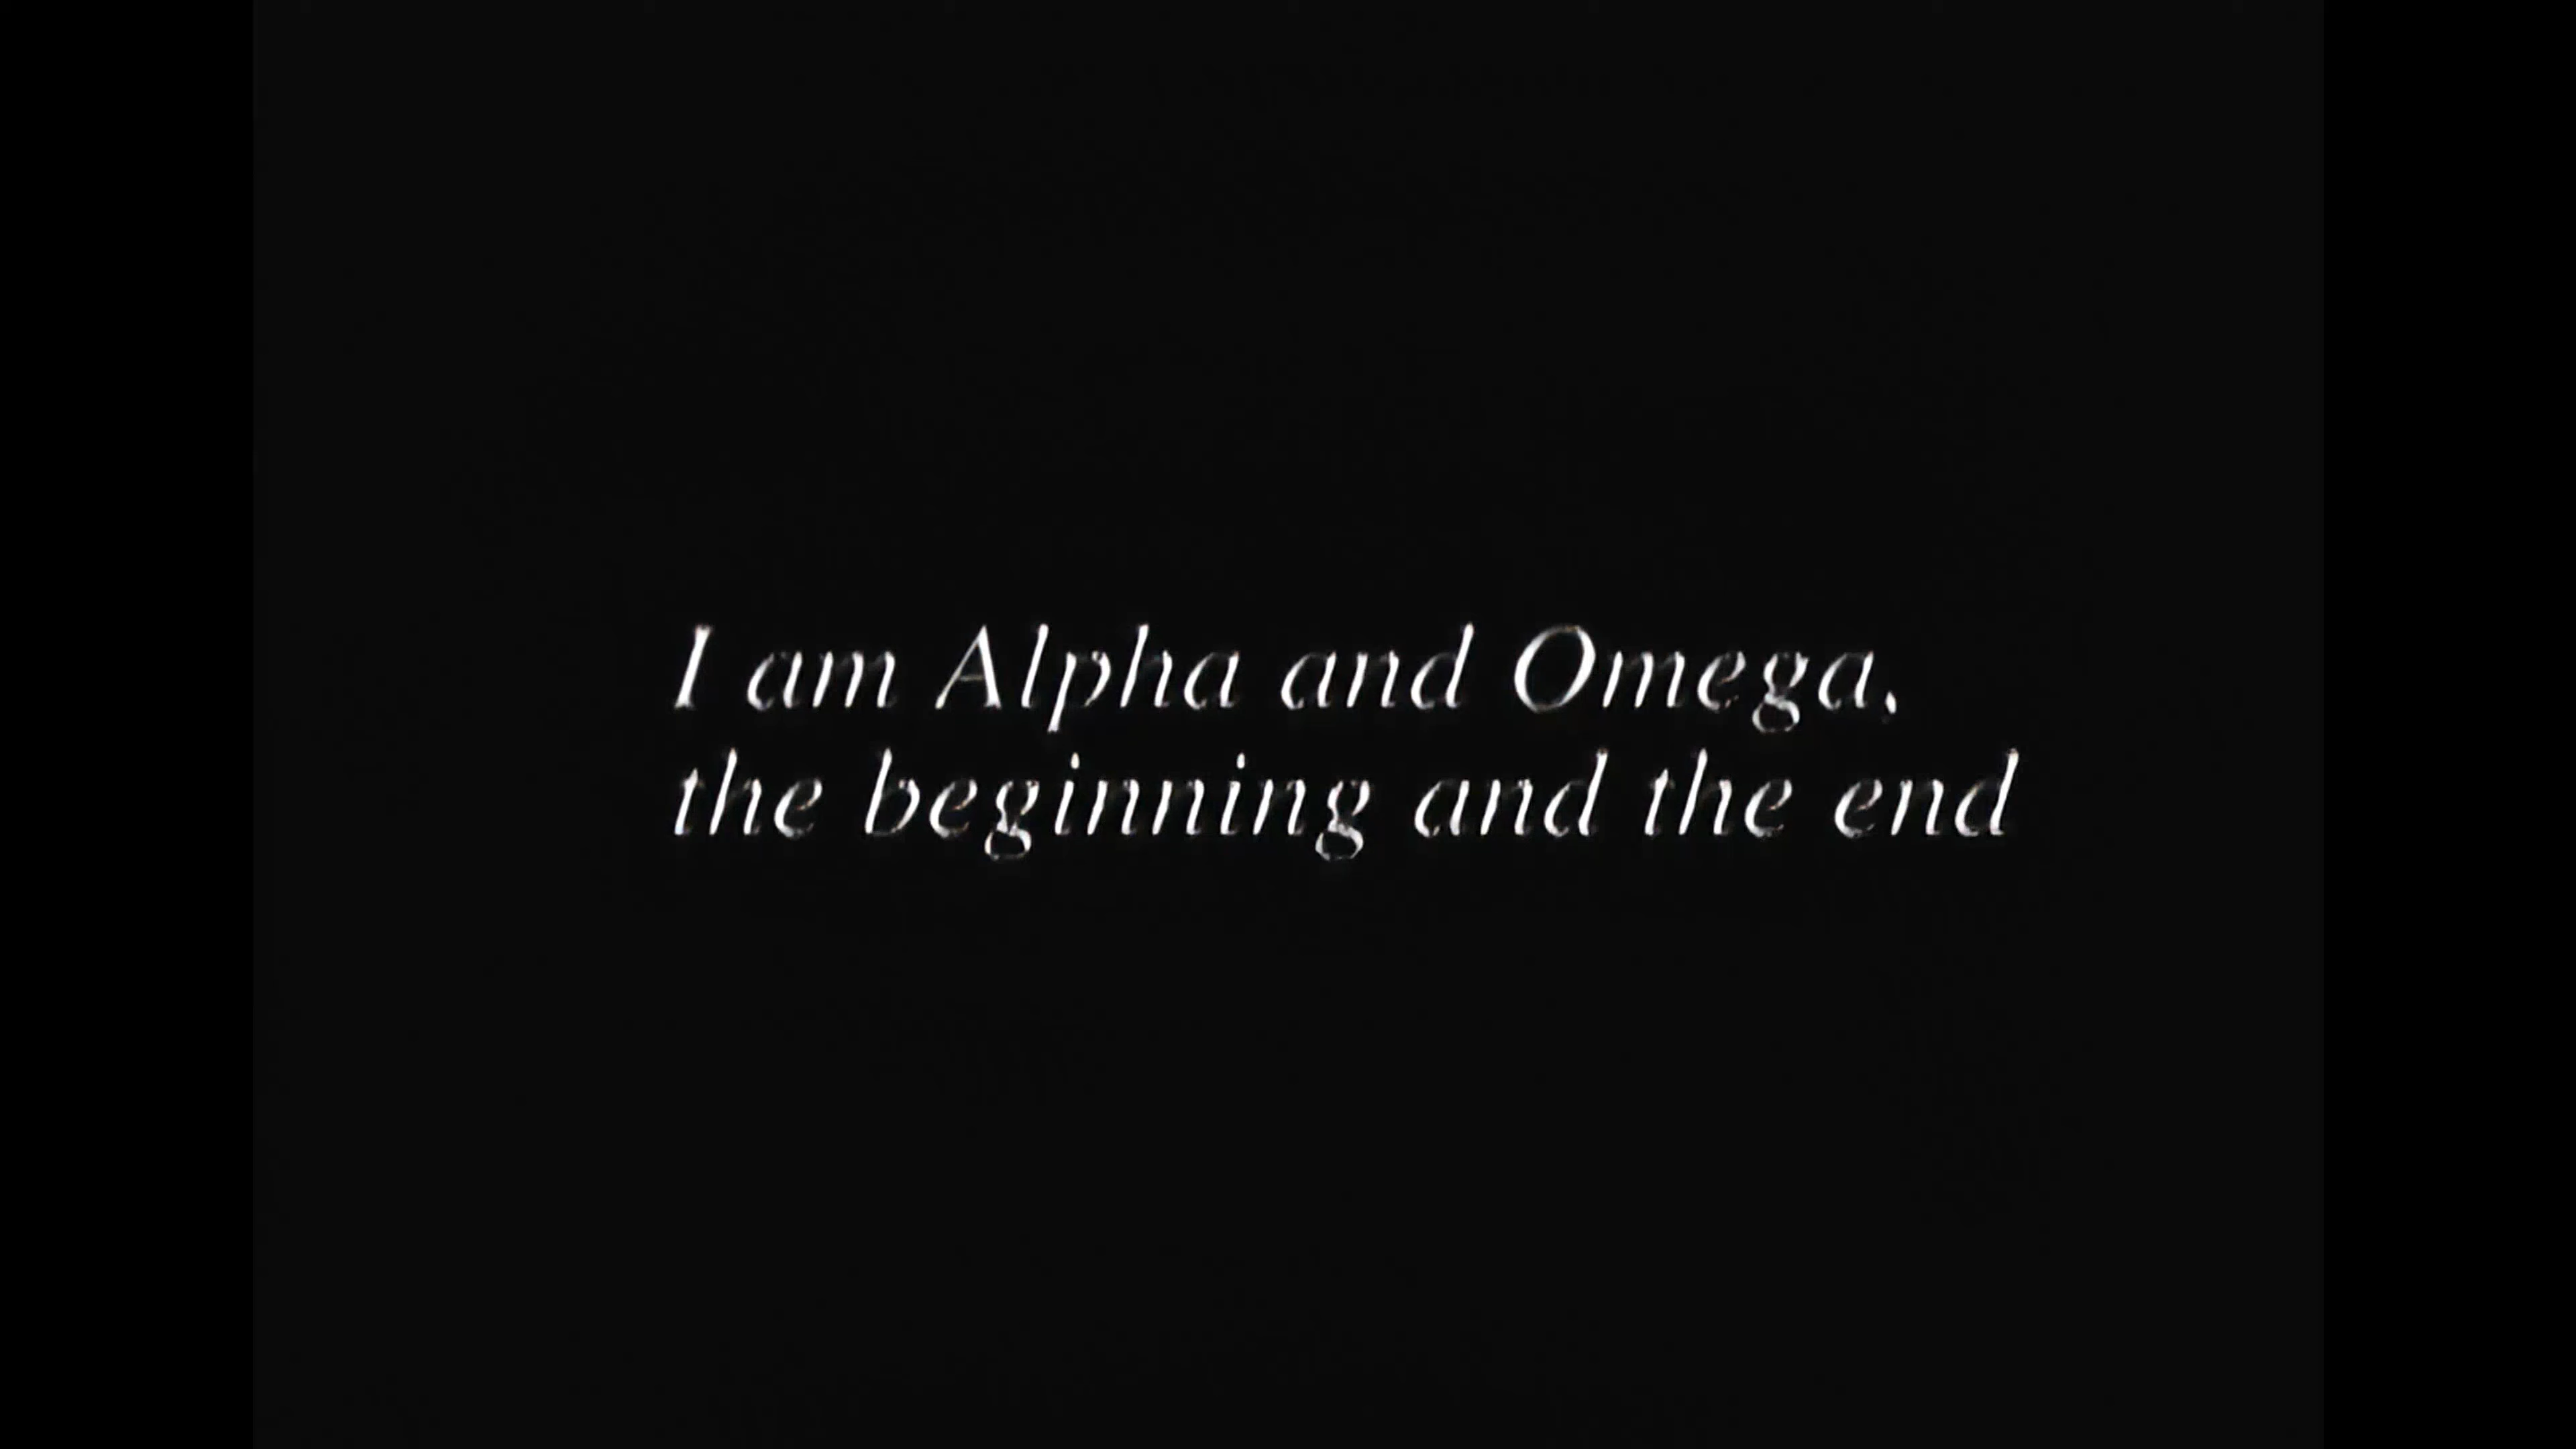 I am Alpha and Omega,
the beginning and the end